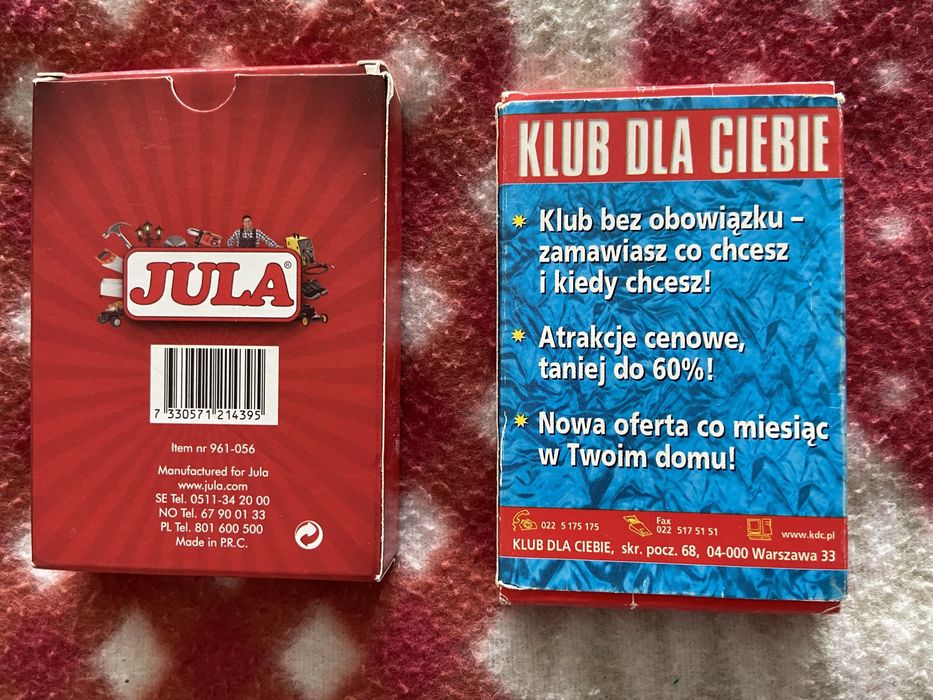 JULA®
7 330571 214395
Item nr 961-056
Manufactured for Jula
www.jula.com
SE Tel. 0511-34 20 00
NO Tel. 67 90 01 33
PL Tel. 801 600 500
Made in P.R.C.
KLUB DLA CIEBIE
Klub bez obowiązku –
zamawiasz co chcesz
i kiedy chcesz!
Atrakcje cenowe,
taniej do 60%!
Nowa oferta co miesiąc
w Twoim domu!
022 5 175 175
Fax
022 517 51 51
www.kdc.pl
KLUB DLA CIEBIE, skr. pocz. 68, 04-000 Warszawa 33